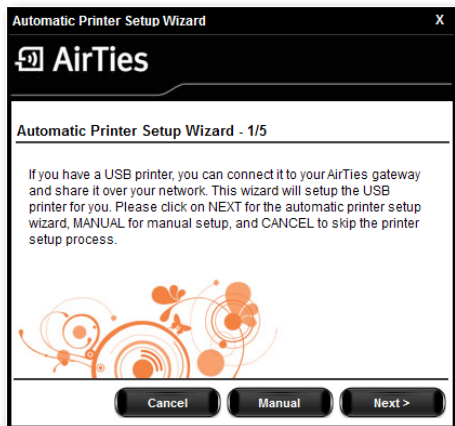 Automatic Printer Setup Wizard X
AirTies
Automatic Printer Setup Wizard - 1/5
If you have a USB printer, you can connect it to your AirTies gateway
and share it over your network. This wizard will setup the USB
printer for you. Please click on NEXT for the automatic printer setup
wizard, MANUAL for manual setup, and CANCEL to skip the printer
setup process.
Cancel Manual Next >